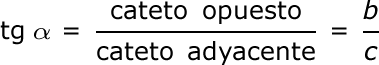 tg α = cateto opuesto / cateto adyacente = b / c